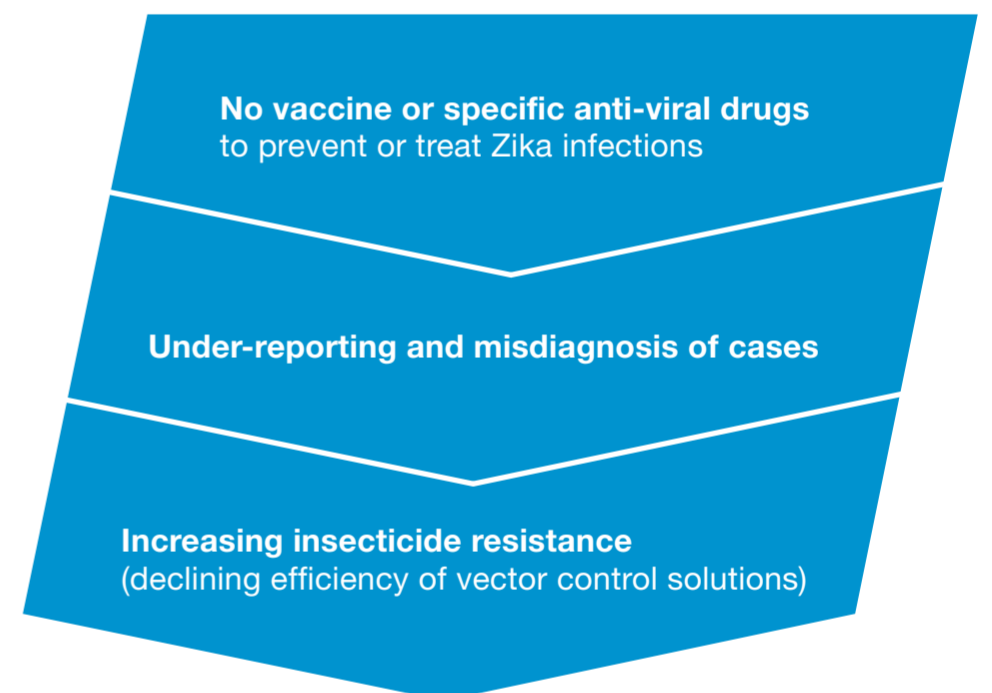 No vaccine or specific anti-viral drugs
to prevent or treat Zika infections
Under-reporting and misdiagnosis of cases
Increasing insecticide resistance
(declining efficiency of vector control solutions)